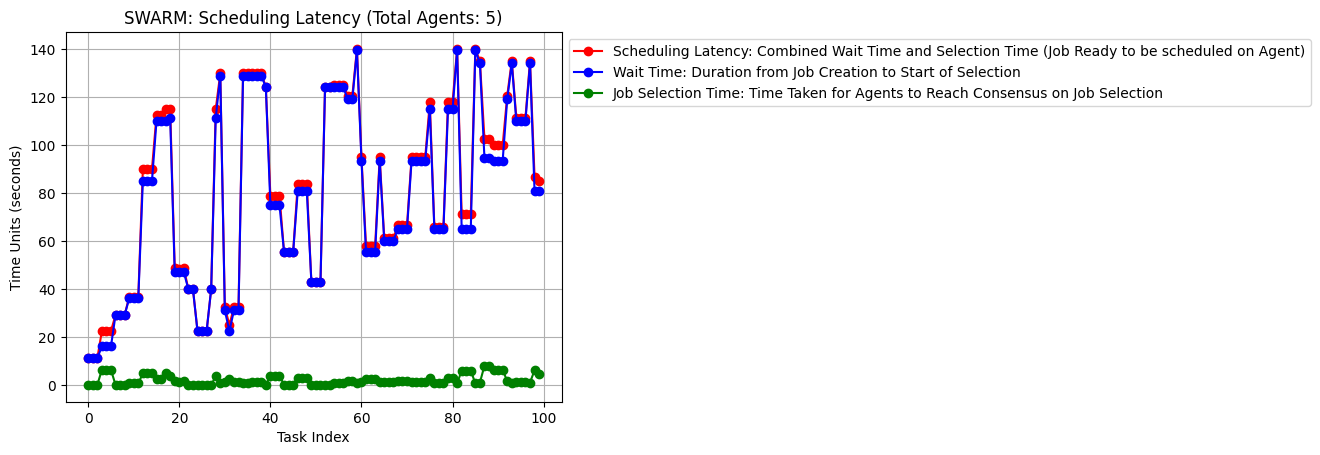 SWARM: Scheduling Latency (Total Agents: 5)
Scheduling Latency: Combined Wait Time and Selection Time (Job Ready to be scheduled on Agent)
Wait Time: Duration from Job Creation to Start of Selection
Job Selection Time: Time Taken for Agents to Reach Consensus on Job Selection
Time Units (seconds)
140
120
100
80
60
40
20
0
0
20
40
60
80
100
Task Index